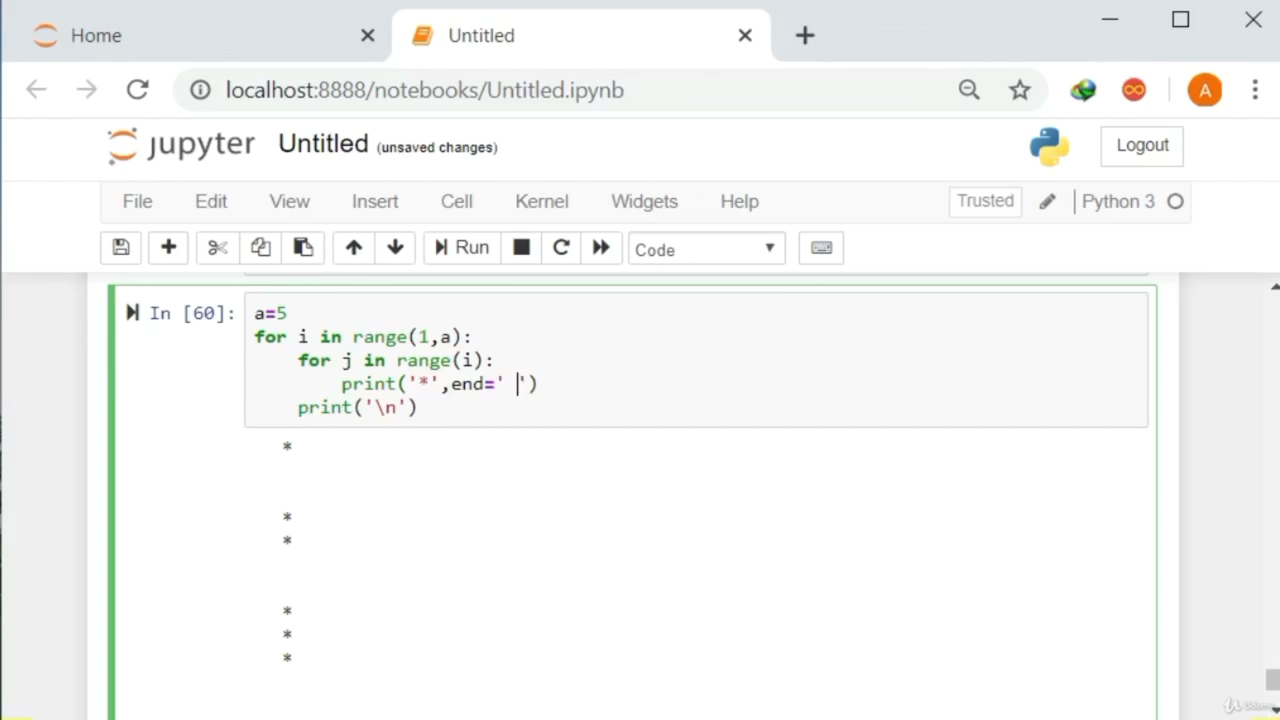 Home
Untitled
localhost:8888/notebooks/Untitled.ipynb
A
jupyter Untitled (unsaved changes)
Logout
File Edit View Insert Cell Kernel Widgets Help
Trusted
Python 3
Run
Code
In [60]:
a=5
for i in range(1,a):
    for j in range(i):
        print('*',end=' ')
    print('\n')
*
*
*
*
*
*
Udemy